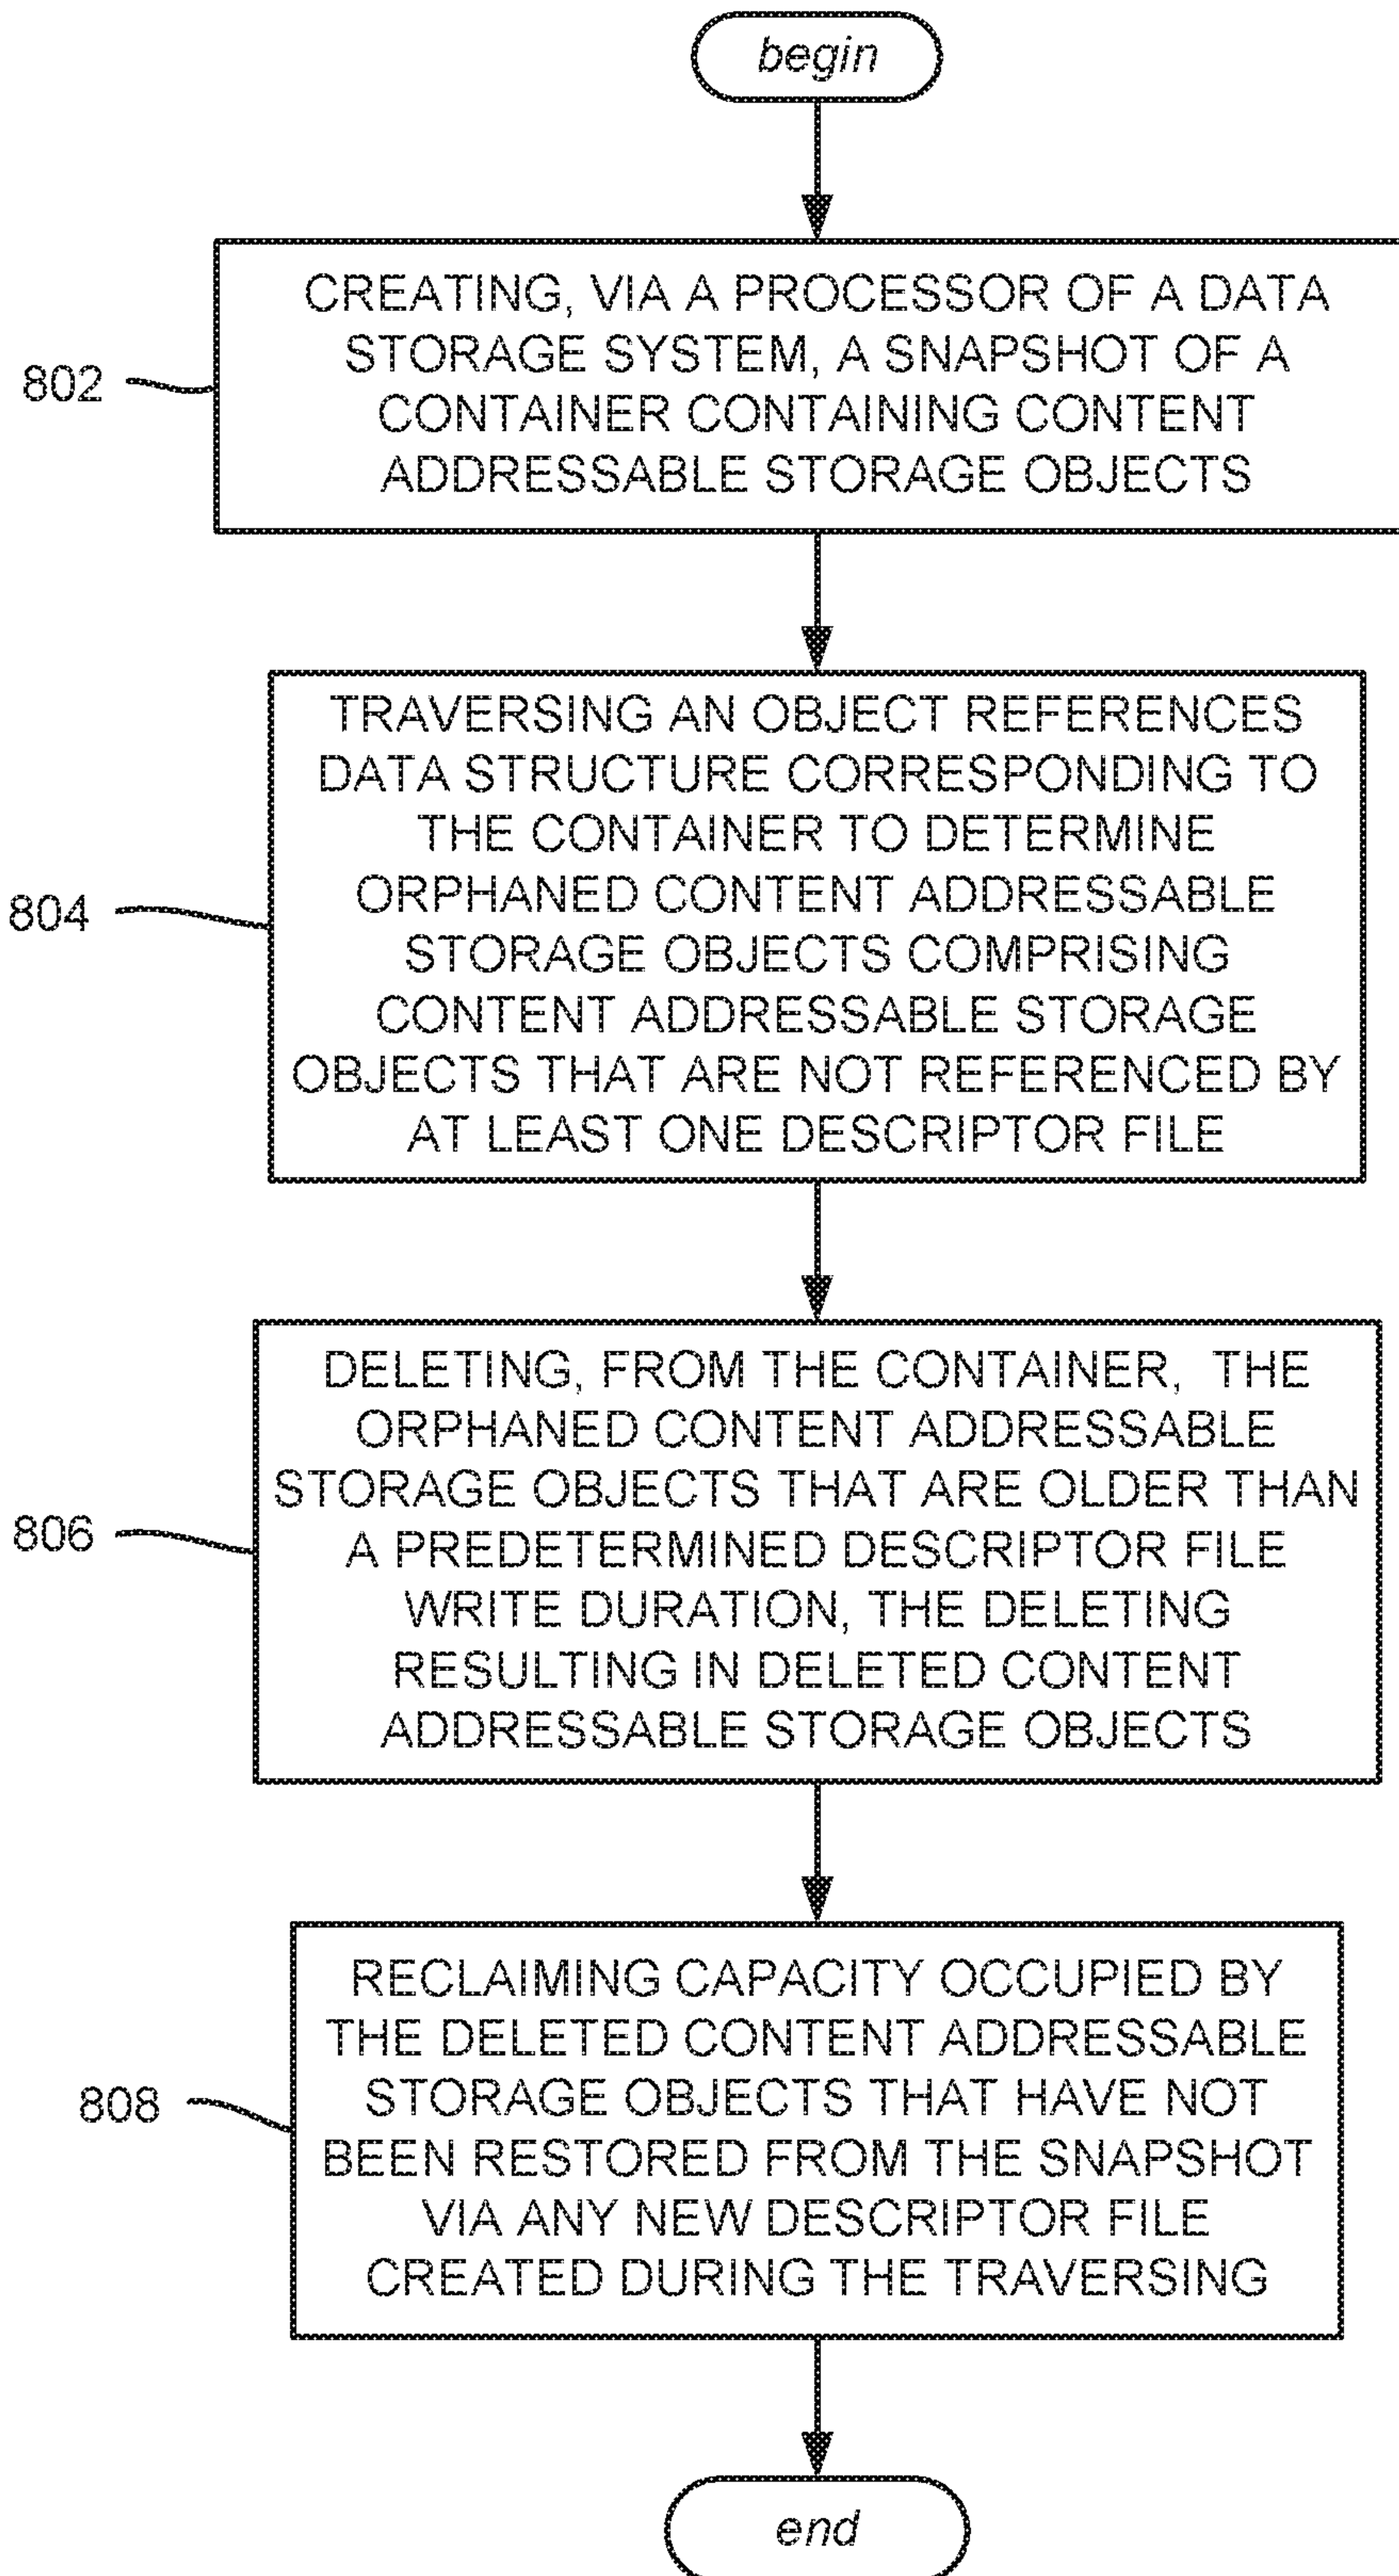 begin
CREATING, VIA A PROCESSOR OF A DATA
STORAGE SYSTEM, A SNAPSHOT OF A
CONTAINER CONTAINING CONTENT
ADDRESSABLE STORAGE OBJECTS
802
TRAVERSING AN OBJECT REFERENCES
DATA STRUCTURE CORRESPONDING TO
THE CONTAINER TO DETERMINE
ORPHANED CONTENT ADDRESSABLE
STORAGE OBJECTS COMPRISING
CONTENT ADDRESSABLE STORAGE
OBJECTS THAT ARE NOT REFERENCED BY
AT LEAST ONE DESCRIPTOR FILE
804
DELETING, FROM THE CONTAINER, THE
ORPHANED CONTENT ADDRESSABLE
STORAGE OBJECTS THAT ARE OLDER THAN
A PREDETERMINED DESCRIPTOR FILE
WRITE DURATION, THE DELETING
RESULTING IN DELETED CONTENT
ADDRESSABLE STORAGE OBJECTS
806
RECLAIMING CAPACITY OCCUPIED BY
THE DELETED CONTENT ADDRESSABLE
STORAGE OBJECTS THAT HAVE NOT
BEEN RESTORED FROM THE SNAPSHOT
VIA ANY NEW DESCRIPTOR FILE
CREATED DURING THE TRAVERSING
808
end